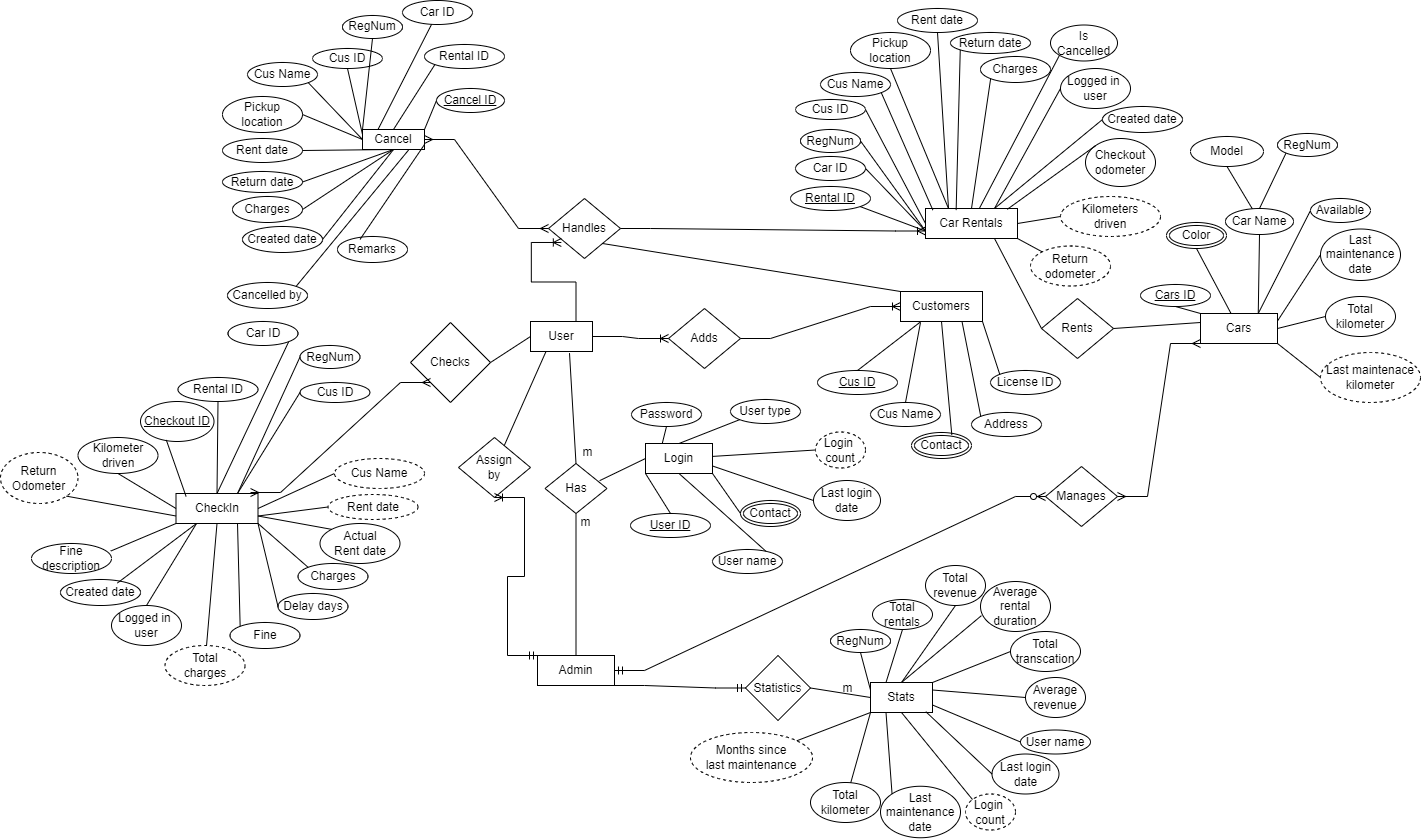 Car ID
RegNum
Cus ID
Rental ID
Cus Name
Cancel ID
Pickup
location
Cancel
Rent date
Return date
Charges
Created date
Remarks
Cancelled by
Rent date
Return date
Is
Cancelled
Pickup
location
Charges
Cus Name
Logged in
user
Cus ID
Created date
RegNum
Checkout
odometer
Car ID
Rental ID
Car Rentals
Kilometers
driven
Return
odometer
Handles
Model
RegNum
Car Name
Available
Color
Last
maintenance
date
Cars ID
Total
kilometer
Cars
Last maintenace
kilometer
Rents
Customers
Cus ID
Cus Name
Contact
Address
License ID
User
Adds
Checks
Car ID
RegNum
Rental ID
Cus ID
Checkout ID
Kilometer
driven
Return
Odometer
Cus Name
Rent date
CheckIn
Actual
Rent date
Fine
description
Charges
Created date
Delay days
Logged in
user
Fine
Total
charges
Assign
by
m
Has
m
Password
User type
Login
Login
count
Last login
date
Contact
User ID
User name
Manages
Admin
Statistics
m
Stats
Total
revenue
Average
rental
duration
Total
rentals
RegNum
Total
transcation
Average
revenue
User name
Last login
date
Login
count
Last
maintenance
date
Total
kilometer
Months since
last maintenance